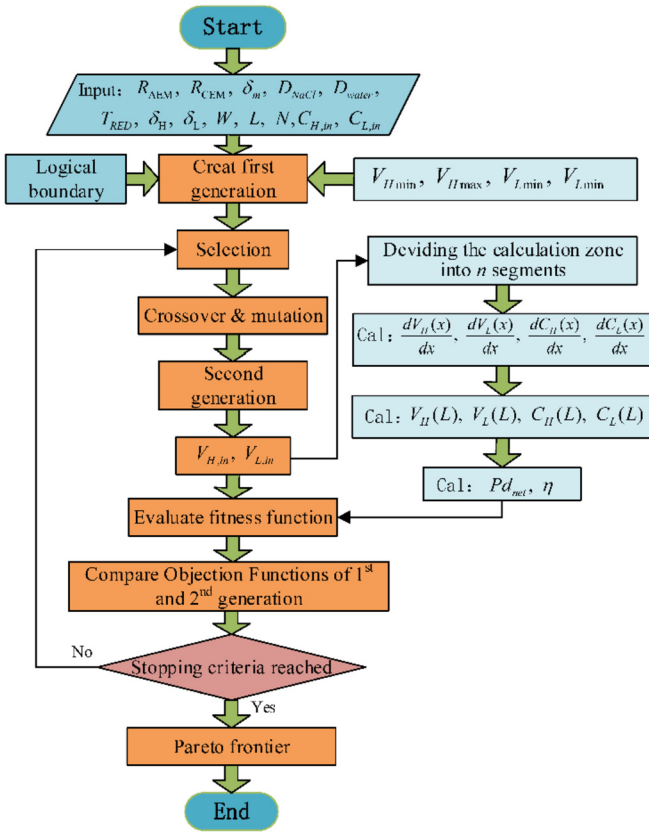 Start
Input: R_AEM, R_CEM, δ_m, D_NaCl, D_water,
T_RED, δ_H, δ_L, W, L, N, C_H,in, C_L,in
Logical
boundary
Creat first
generation
V_Hmin, V_Hmax, V_Lmin, V_Lmin
Selection
Deviding the calculation zone
into n segments
Crossover & mutation
Cal: dV_H(x)/dx, dV_L(x)/dx, dC_H(x)/dx, dC_L(x)/dx
Second
generation
Cal: V_H(L), V_L(L), C_H(L), C_L(L)
V_H,in, V_L,in
Cal: Pd_net, η
Evaluate fitness function
Compare Objection Functions of 1st
and 2nd generation
No
Stopping criteria reached
Yes
Pareto frontier
End